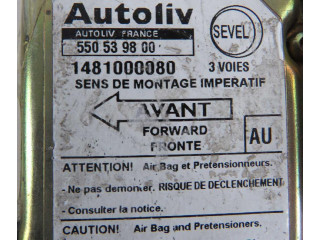 Autoliv
SEVEL
AUTOLIV FRANCE
550 53 98 00
1481000080 3 VOIES
SENS DE MONTAGE IMPERATIF
AVANT
FORWARD
FRONTE
AU
ATTENTION! Air Bag et Pretensionneurs.
- Ne pas demonter. RISQUE DE DECLENCHEMENT
- Consulter la notice.
CAUTION! Air Bag and Pretensioners.